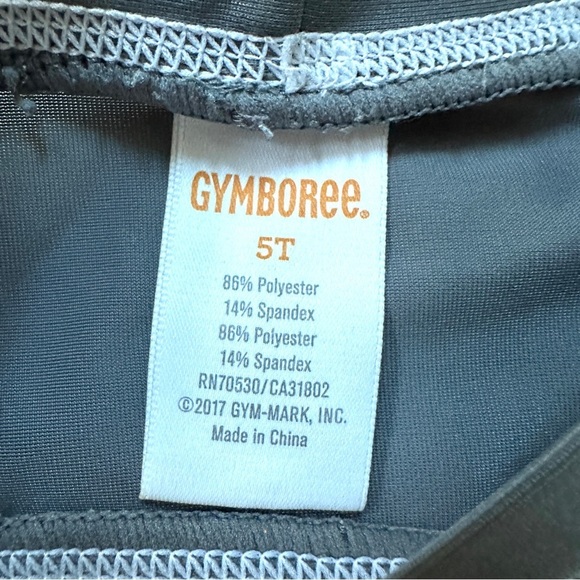 GYMBOREE®
5T
86% Polyester
14% Spandex
86% Polyester
14% Spandex
RN70530/CA31802
©2017 GYM-MARK, INC.
Made in China